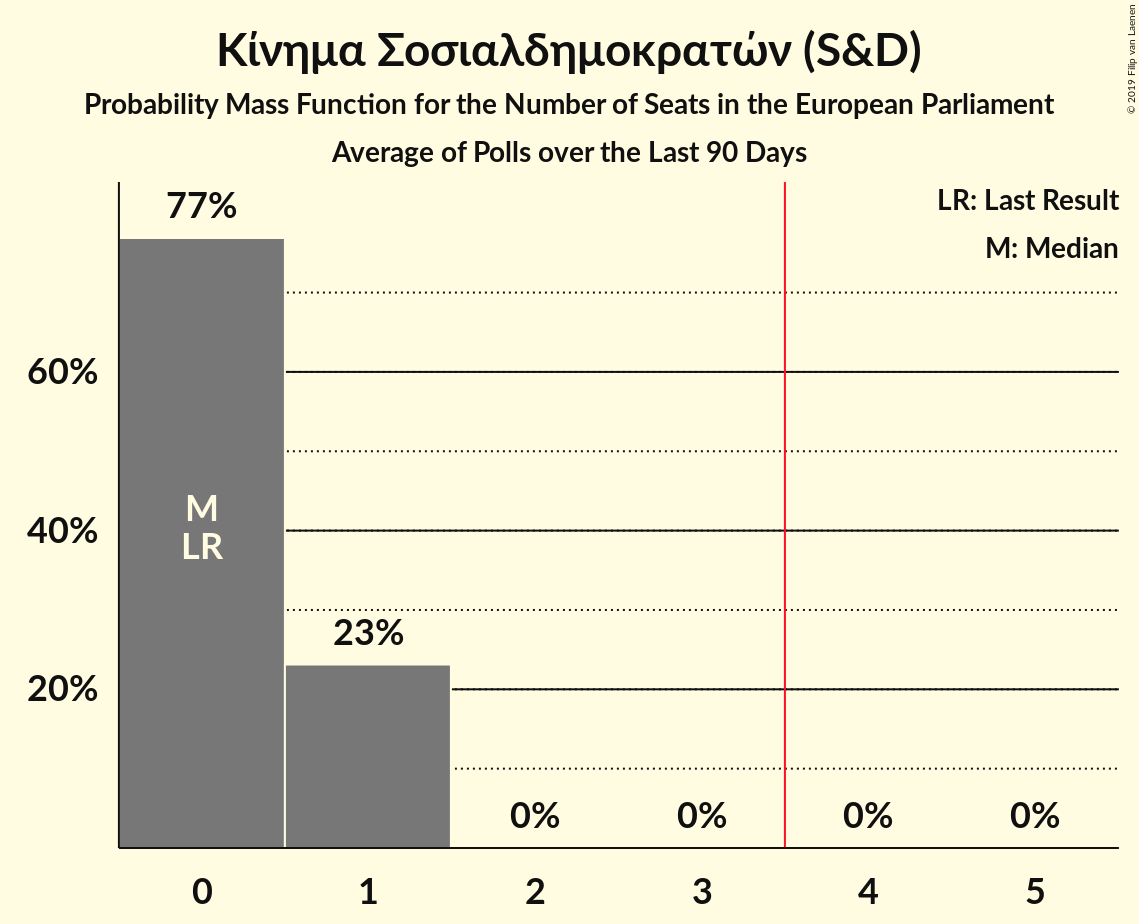 Κίνημα Σοσιαλδημοκρατών (S&D)
Probability Mass Function for the Number of Seats in the European Parliament
Average of Polls over the Last 90 Days
© 2019 Filip van Laenen
LR: Last Result
M: Median
77%
60%
M
40%
LR
23%
20%
0%
0%
0%
0%
0
1
2
3
4
5